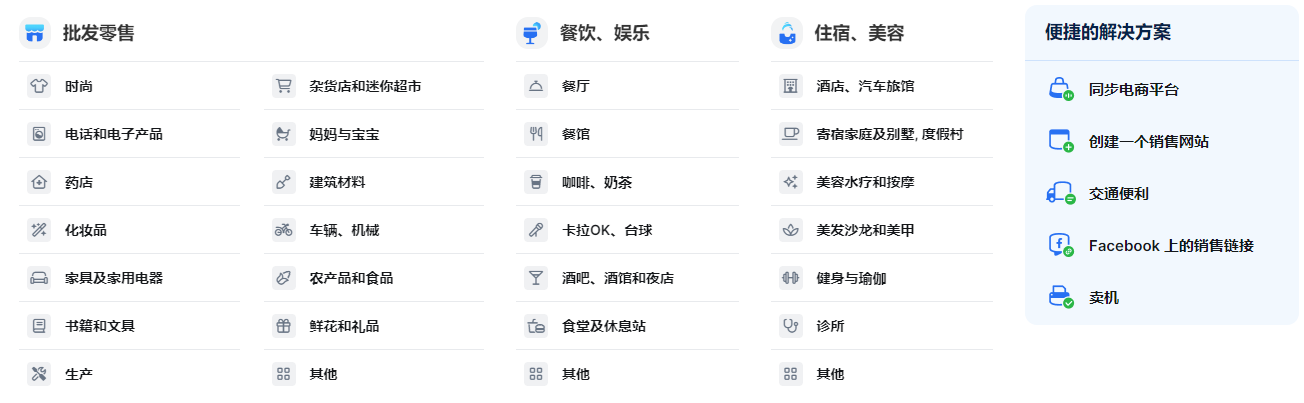 批发零售
时尚
电话和电子产品
药店
化妆品
家具及家用电器
书籍和文具
生产
杂货店和迷你超市
妈妈与宝宝
建筑材料
车辆、机械
农产品和食品
鲜花和礼品
其他
餐饮、娱乐
餐厅
餐馆
咖啡、奶茶
卡拉OK、台球
酒吧、酒馆和夜店
食堂及休息站
其他
住宿、美容
酒店、汽车旅馆
寄宿家庭及别墅, 度假村
美容水疗和按摩
美发沙龙和美甲
健身与瑜伽
诊所
其他
便捷的解决方案
同步电商平台
创建一个销售网站
交通便利
Facebook 上的销售链接
卖机